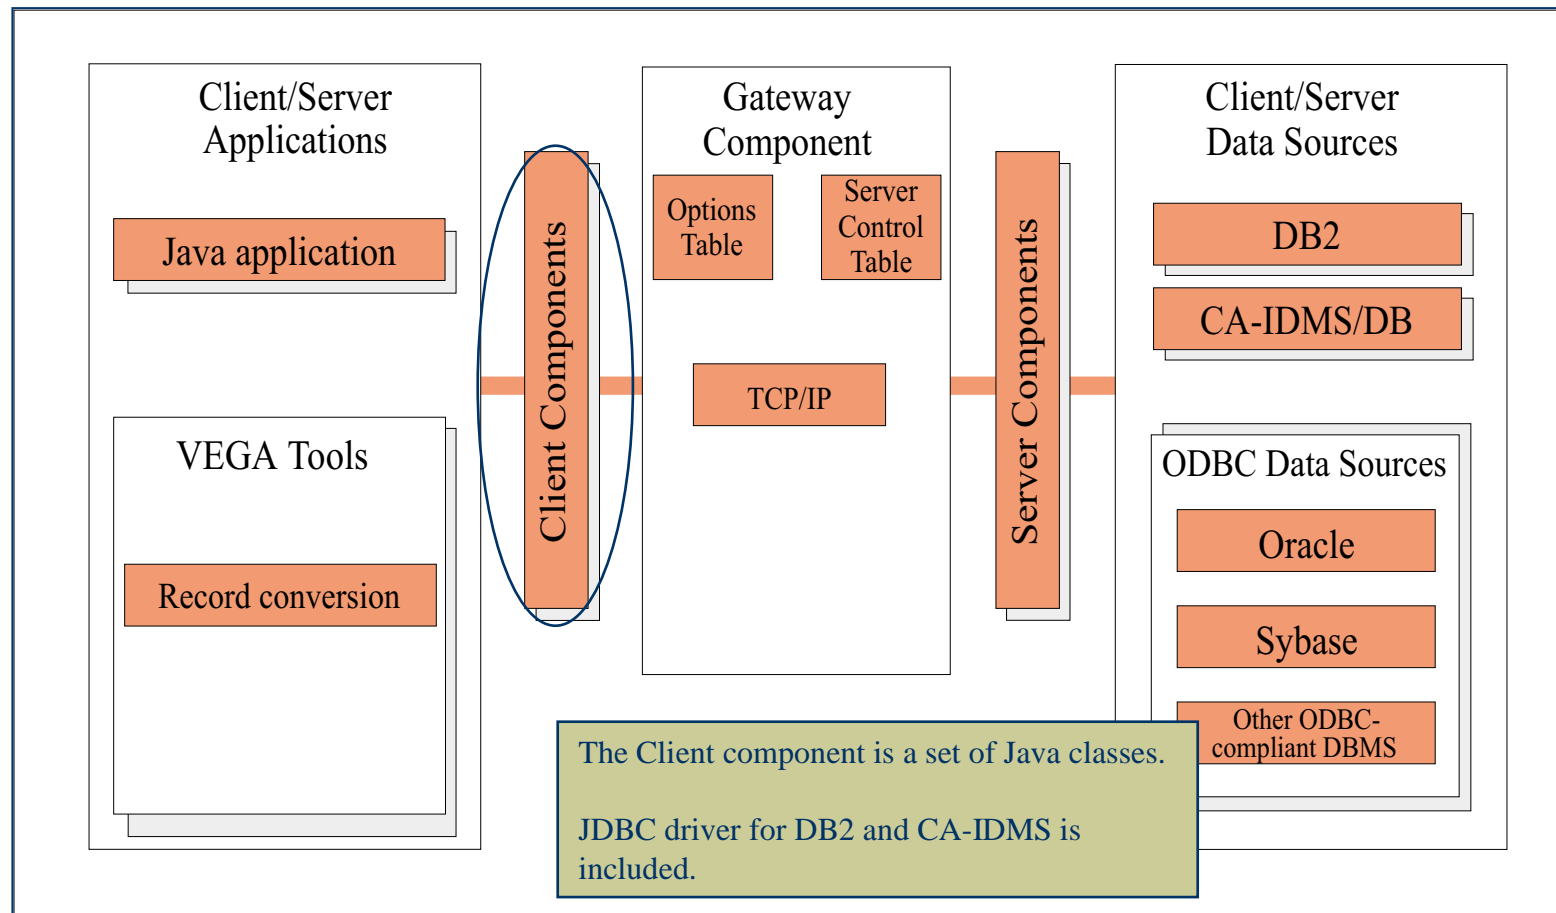 Client/Server
Applications
Java application
VEGA Tools
Record conversion
Client Components
Gateway
Component
Options
Table
Server
Control
Table
TCP/IP
Server Components
Client/Server
Data Sources
DB2
CA-IDMS/DB
ODBC Data Sources
Oracle
Sybase
Other ODBC-
compliant DBMS
The Client component is a set of Java classes.
JDBC driver for DB2 and CA-IDMS is
included.